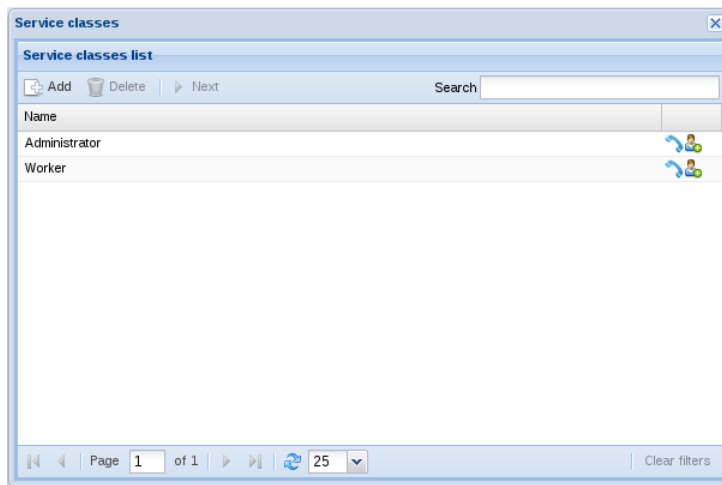 Service classes
Service classes list
Add Delete Next Search
Name
Administrator
Worker
Page 1 of 1 25 Clear filters